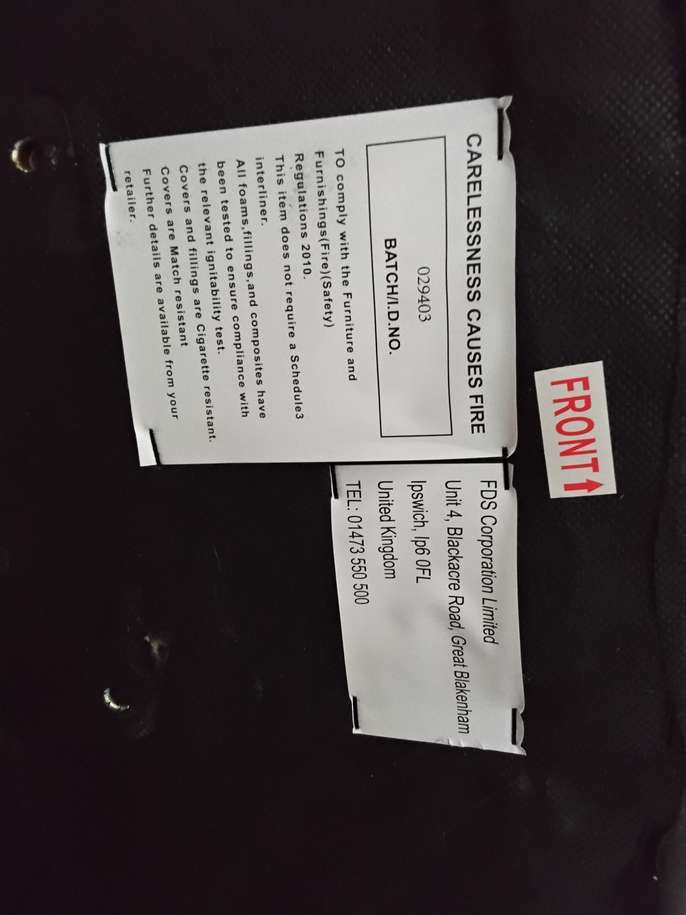 FRONT↑
CARELESSNESS CAUSES FIRE
029403
BATCH/I.D.NO.
TO comply with the Furniture and
Furnishings(Fire)(Safety)
Regulations 2010.
This item does not require a Schedule3
interliner.
All foams,fillings,and composites have
been tested to ensure compliance with
the relevant ignitability test.
Covers and fillings are Cigarette resistant.
Covers are Match resistant
Further details are available from your
retailer.
FDS Corporation Limited
Unit 4, Blackacre Road, Great Blakenham
Ipswich, Ip6 0FL
United Kingdom
TEL: 01473 550 500